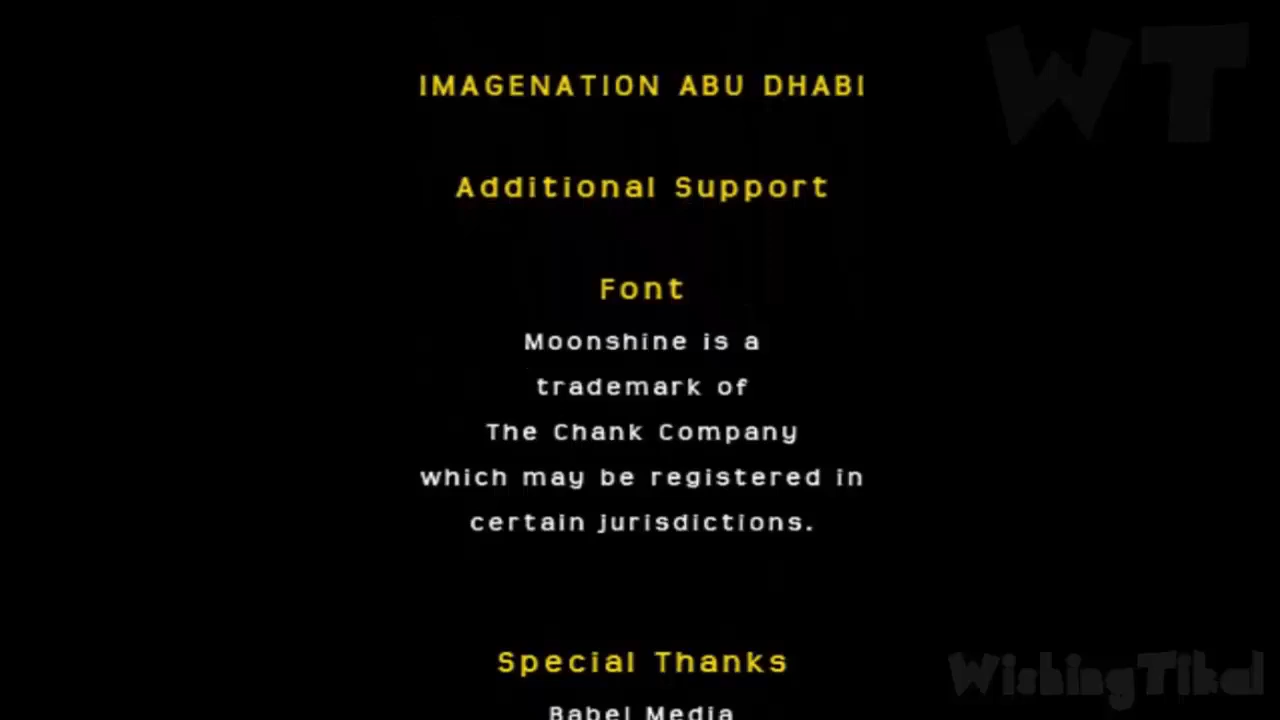 WT
IMAGENATION ABU DHABI
Additional Support
Font
Moonshine is a
trademark of
The Chank Company
which may be registered in
certain jurisdictions.
Special Thanks
Babel Media
WishingTikal